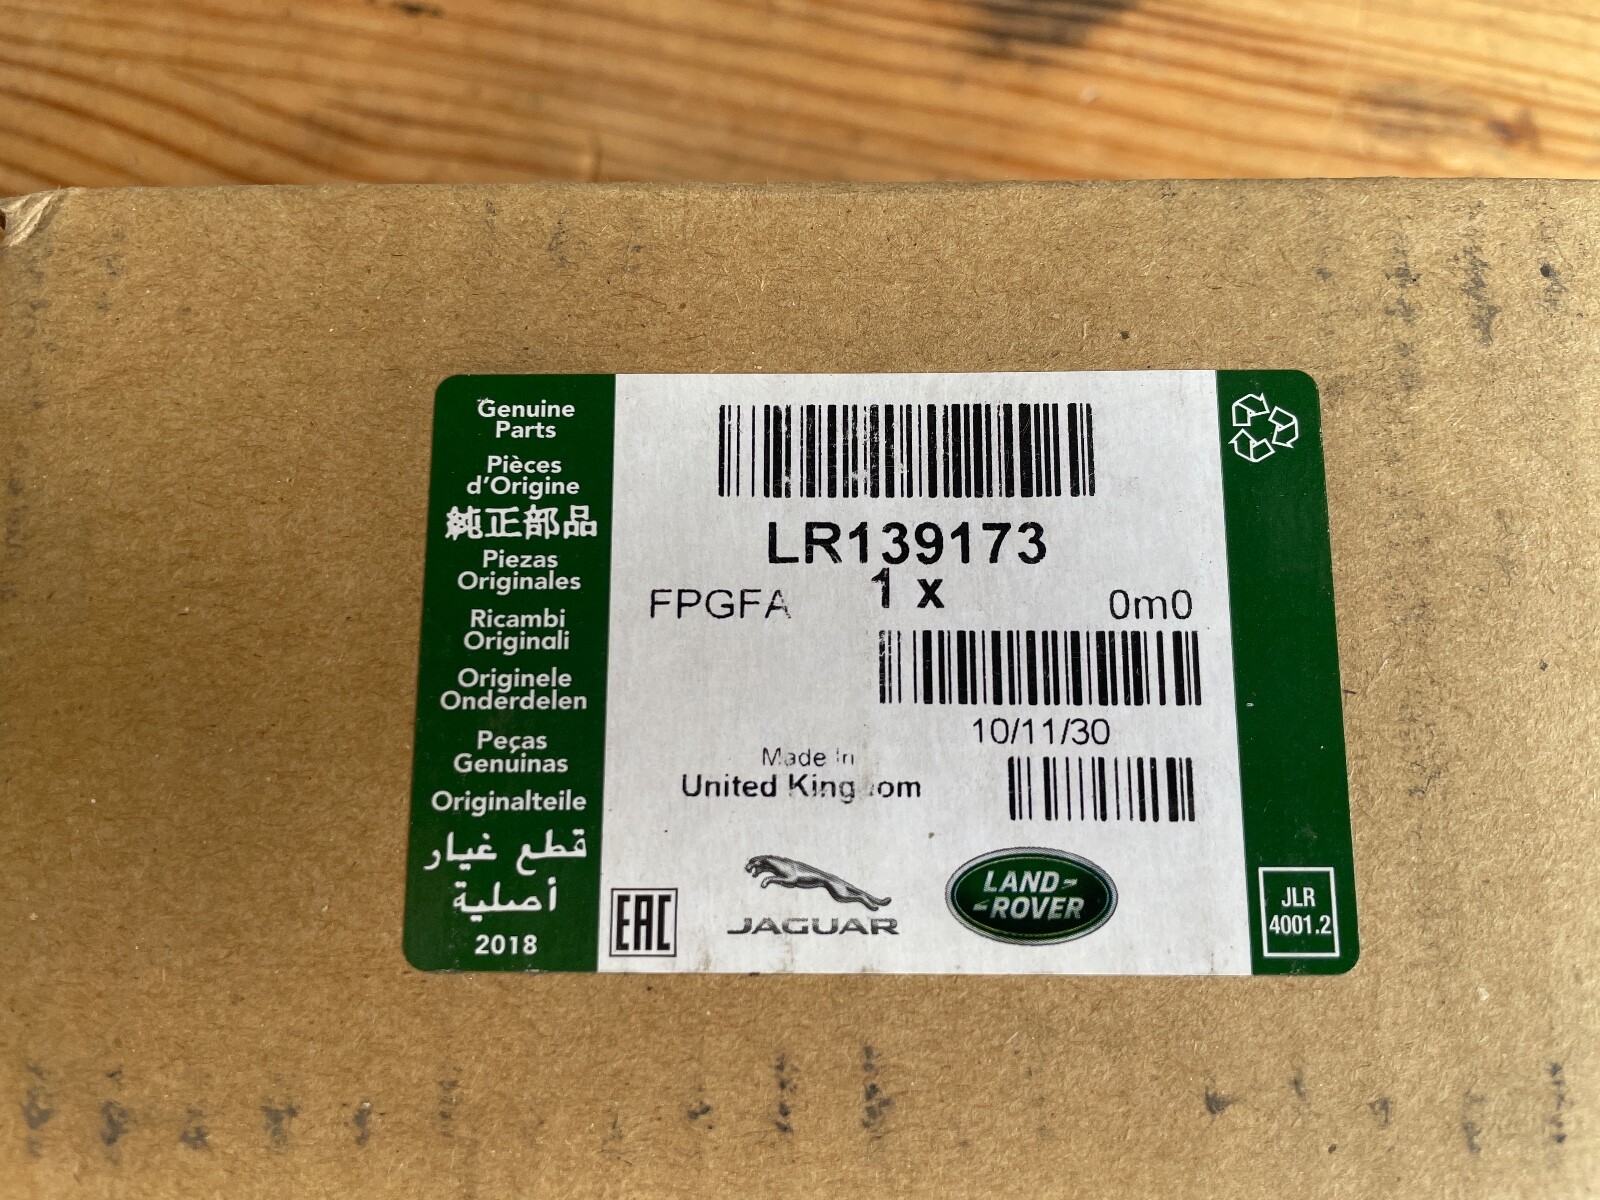 Genuine
Parts
Pièces
d'Origine
純正部品
Piezas
Originales
Ricambi
Originali
Originele
Onderdelen
Peças
Genuínas
Originalteile
قطع غيار
أصلية
2018
LR139173
1 x
FPGFA
0m0
10/11/30
Made In
United Kingdom
EAC
JAGUAR
LAND-
-ROVER
JLR
4001.2